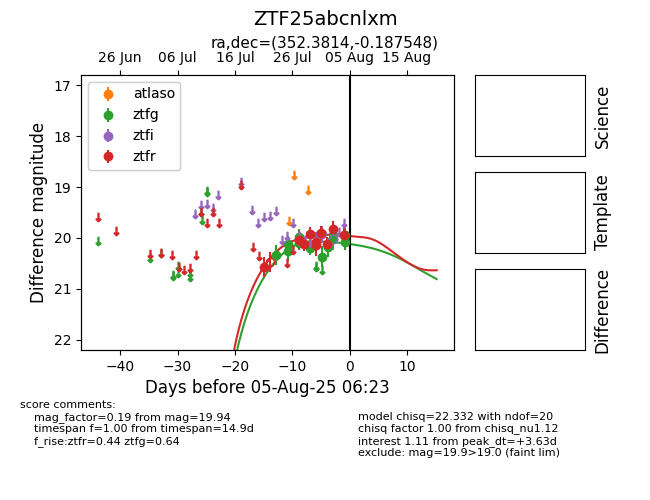 ZTF25abcnlxm
ra,dec=(352.3814,-0.187548)
26 Jun 06 Jul 16 Jul 26 Jul 05 Aug 15 Aug
17
18
19
20
21
22
Difference magnitude
atlaso
ztfg
ztfi
ztfr
−40 −30 −20 −10 0 10
Days before 05-Aug-25 06:23
Science
Template
Difference
score comments:
mag_factor=0.19 from mag=19.94
timespan f=1.00 from timespan=14.9d
f_rise:ztfr=0.44 ztfg=0.64
model chisq=22.332 with ndof=20
chisq factor 1.00 from chisq_nu1.12
interest 1.11 from peak_dt=+3.63d
exclude: mag=19.9>19.0 (faint lim)